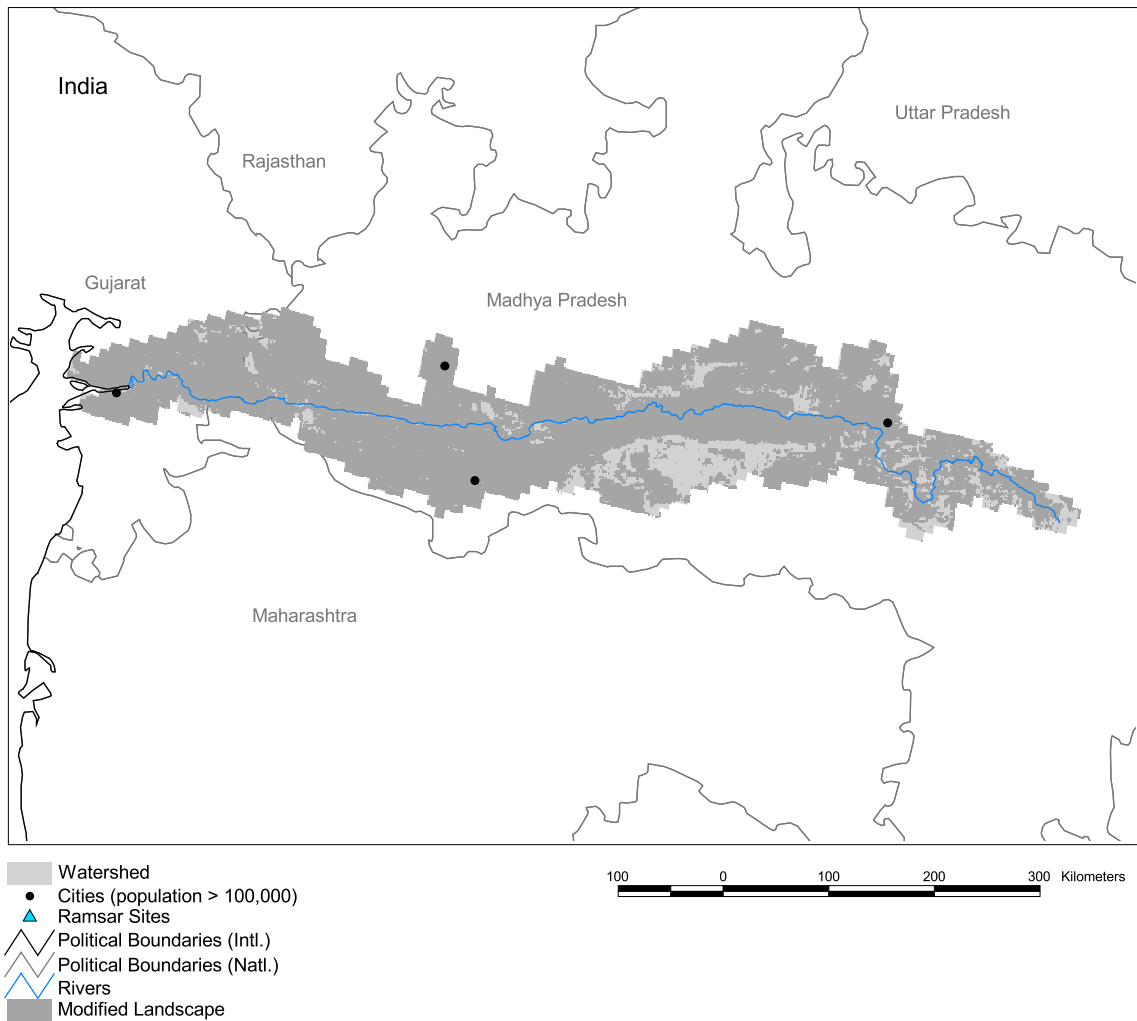 India
Uttar Pradesh
Rajasthan
Gujarat
Madhya Pradesh
Maharashtra
Watershed
Cities (population > 100,000)
Ramsar Sites
Political Boundaries (Intl.)
Political Boundaries (Natl.)
Rivers
Modified Landscape
100 0 100 200 300 Kilometers